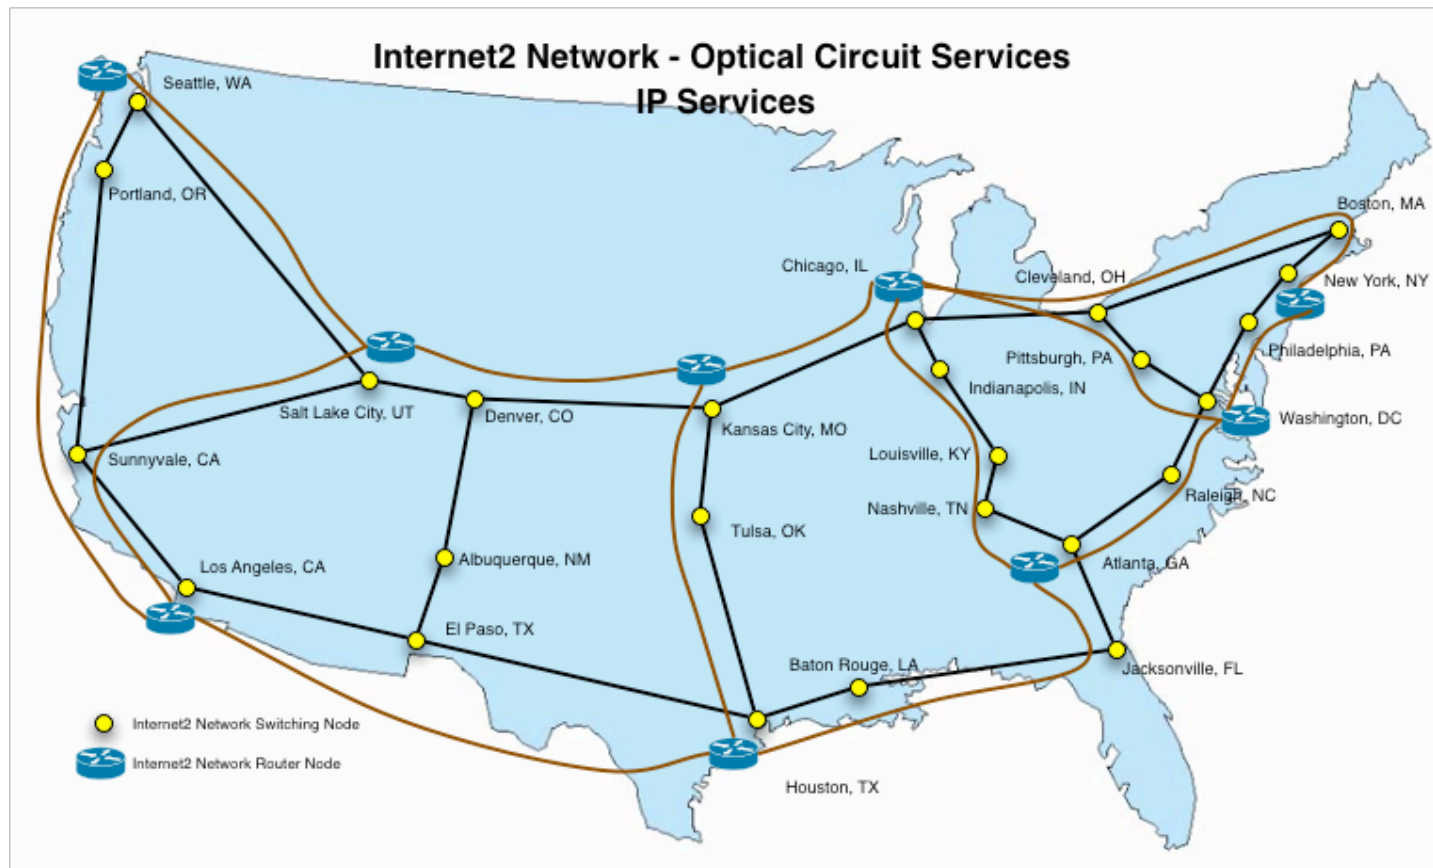 Internet2 Network - Optical Circuit Services
IP Services
Seattle, WA
Portland, OR
Boston, MA
Chicago, IL
Cleveland, OH
New York, NY
Pittsburgh, PA
Philadelphia, PA
Indianapolis, IN
Salt Lake City, UT
Denver, CO
Kansas City, MO
Washington, DC
Sunnyvale, CA
Louisville, KY
Raleigh, NC
Nashville, TN
Tulsa, OK
Los Angeles, CA
Albuquerque, NM
Atlanta, GA
El Paso, TX
Baton Rouge, LA
Jacksonville, FL
Internet2 Network Switching Node
Internet2 Network Router Node
Houston, TX